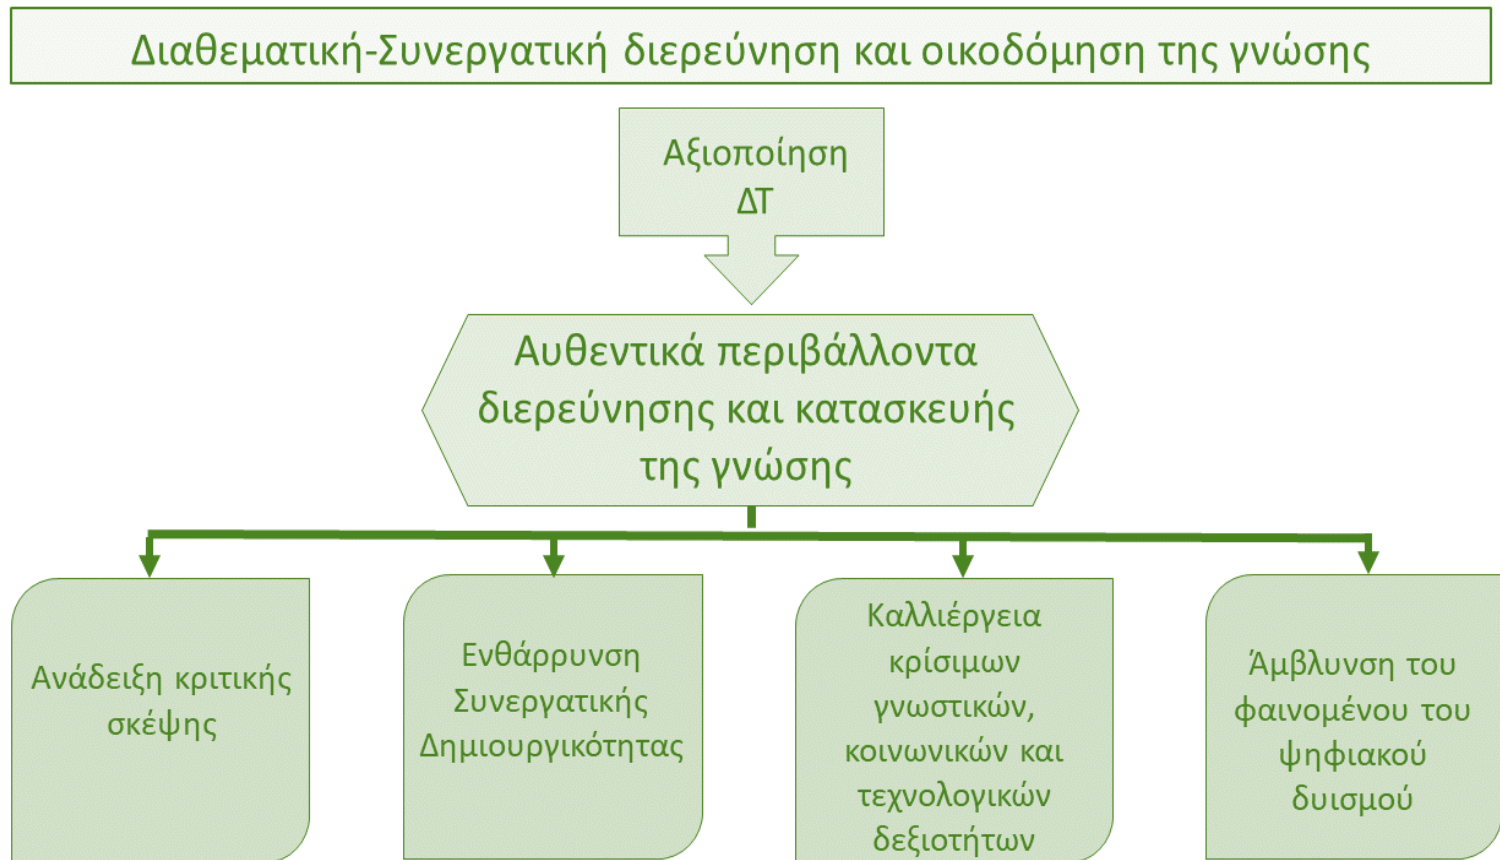 Διαθεματική-Συνεργατική διερεύνηση και οικοδόμηση της γνώσης
Αξιοποίηση
ΔΤ
Αυθεντικά περιβάλλοντα
διερεύνησης και κατασκευής
της γνώσης
Ανάδειξη κριτικής
σκέψης
Ενθάρρυνση
Συνεργατικής
Δημιουργικότητας
Καλλιέργεια
κρίσιμων
γνωστικών,
κοινωνικών και
τεχνολογικών
δεξιοτήτων
Άμβλυνση του
φαινομένου του
ψηφιακού
δυισμού